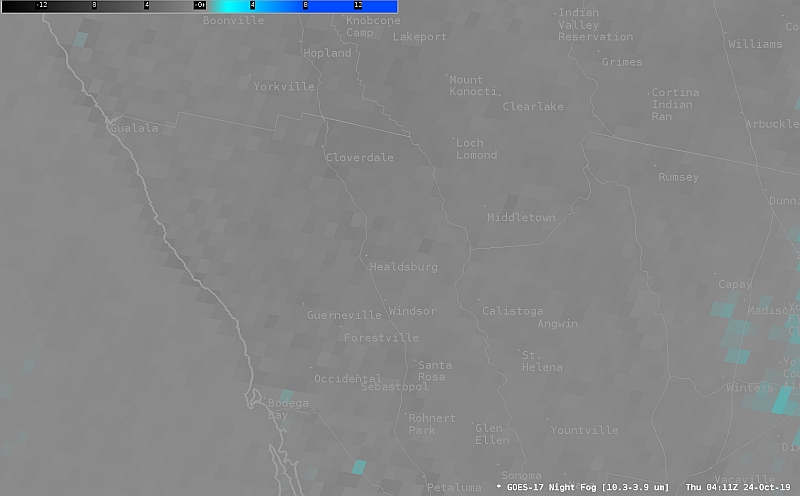 -12 8 4 -0+ 4 8 12
Boonville
Knobcone
Camp
Lakeport
Indian
Valley
Reservation
Williams
Hopland
Grimes
Yorkville
Mount
Konocti
Clearlake
Cortina
Indian
Ran
Gualala
Arbuckle
Loch
Lomond
Cloverdale
Rumsey
Dunni
Middletown
Healdsburg
Capay
Madison
Guerneville
Windsor
Calistoga
Angwin
Forestville
St.
Helena
Santa
Rosa
Occidental
Sebastopol
Winters
Bodega
Bay
Rohnert
Park
Glen
Ellen
Yountville
Sonoma
Petaluma
Vacaville
* GOES-17 Night Fog [10.3-3.9 um] Thu 04:11Z 24-Oct-19